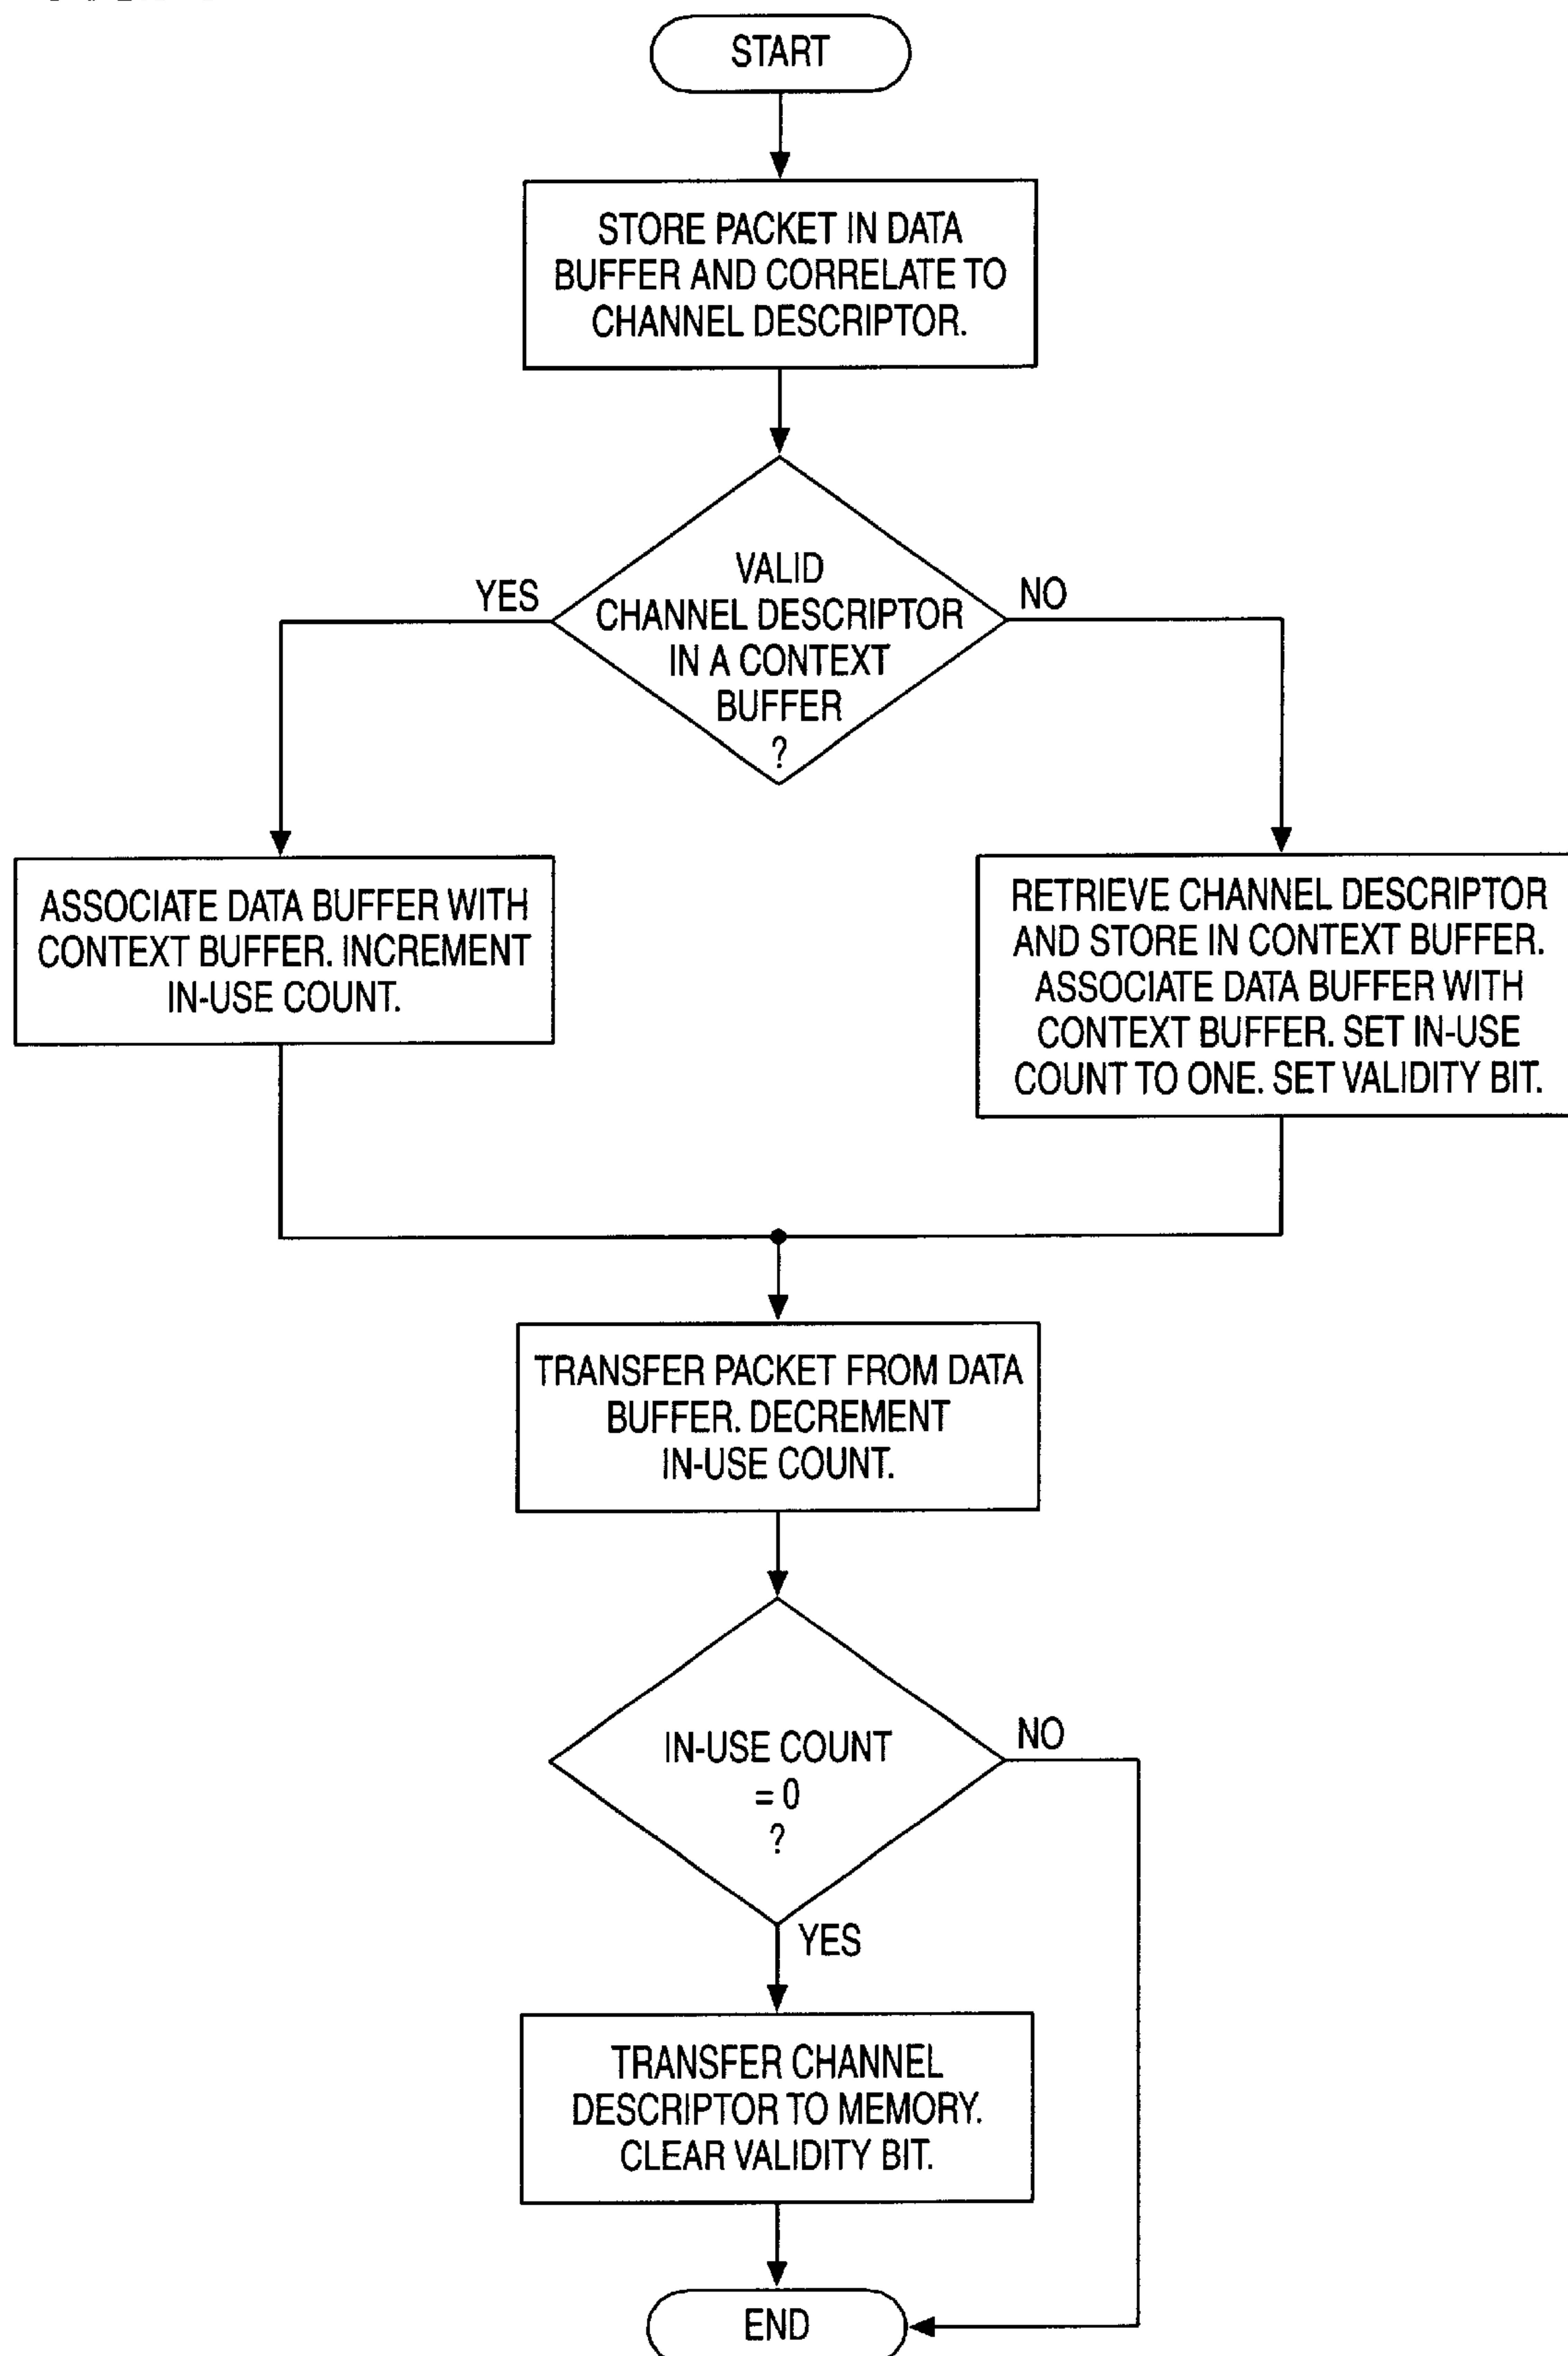 START
STORE PACKET IN DATA
BUFFER AND CORRELATE TO
CHANNEL DESCRIPTOR.
VALID
CHANNEL DESCRIPTOR
IN A CONTEXT
BUFFER
?
YES
NO
ASSOCIATE DATA BUFFER WITH
CONTEXT BUFFER. INCREMENT
IN-USE COUNT.
RETRIEVE CHANNEL DESCRIPTOR
AND STORE IN CONTEXT BUFFER.
ASSOCIATE DATA BUFFER WITH
CONTEXT BUFFER. SET IN-USE
COUNT TO ONE. SET VALIDITY BIT.
TRANSFER PACKET FROM DATA
BUFFER. DECREMENT
IN-USE COUNT.
IN-USE COUNT
= 0
?
NO
YES
TRANSFER CHANNEL
DESCRIPTOR TO MEMORY.
CLEAR VALIDITY BIT.
END